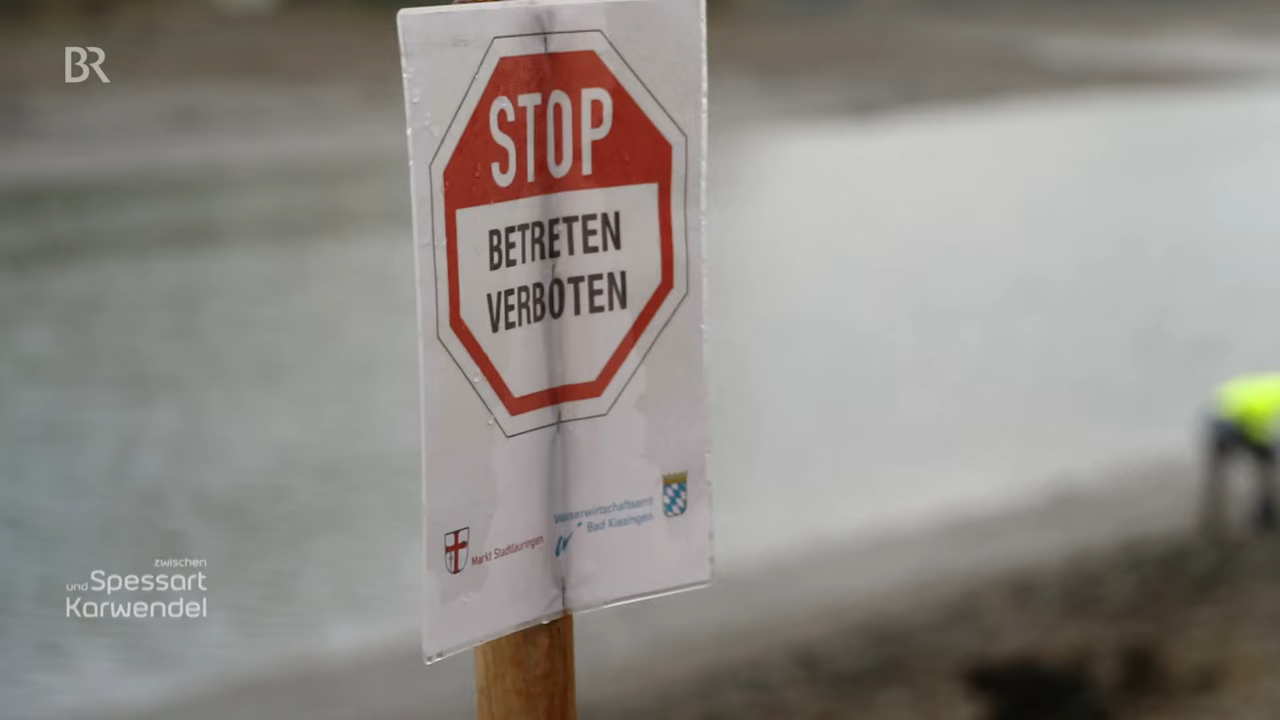 BR
STOP
BETRETEN
VERBOTEN
Wasserwirtschaftsamt
Bad Kissingen
Markt Stadtlauringen
zwischen
und Spessart
Karwendel